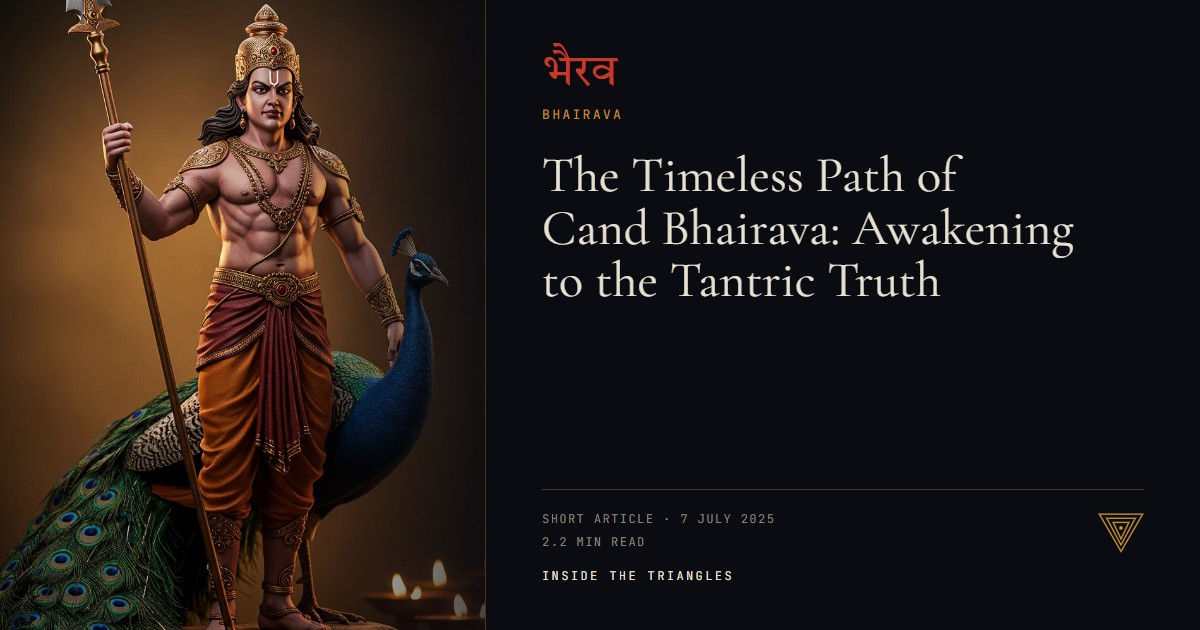 भैरव
BHAIRAVA
The Timeless Path of
Cand Bhairava: Awakening
to the Tantric Truth
SHORT ARTICLE · 7 JULY 2025
2.2 MIN READ
INSIDE THE TRIANGLES